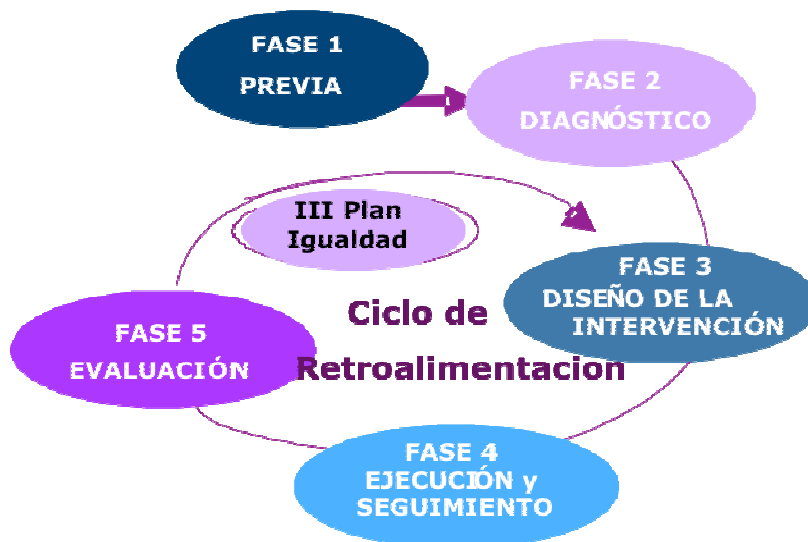 FASE 1
PREVIA
FASE 2
DIAGNÓSTICO
III Plan
Igualdad
FASE 3
DISEÑO DE LA
INTERVENCIÓN
Ciclo de
Retroalimentacion
FASE 5
EVALUACIÓN
FASE 4
EJECUCIÓN y
SEGUIMIENTO